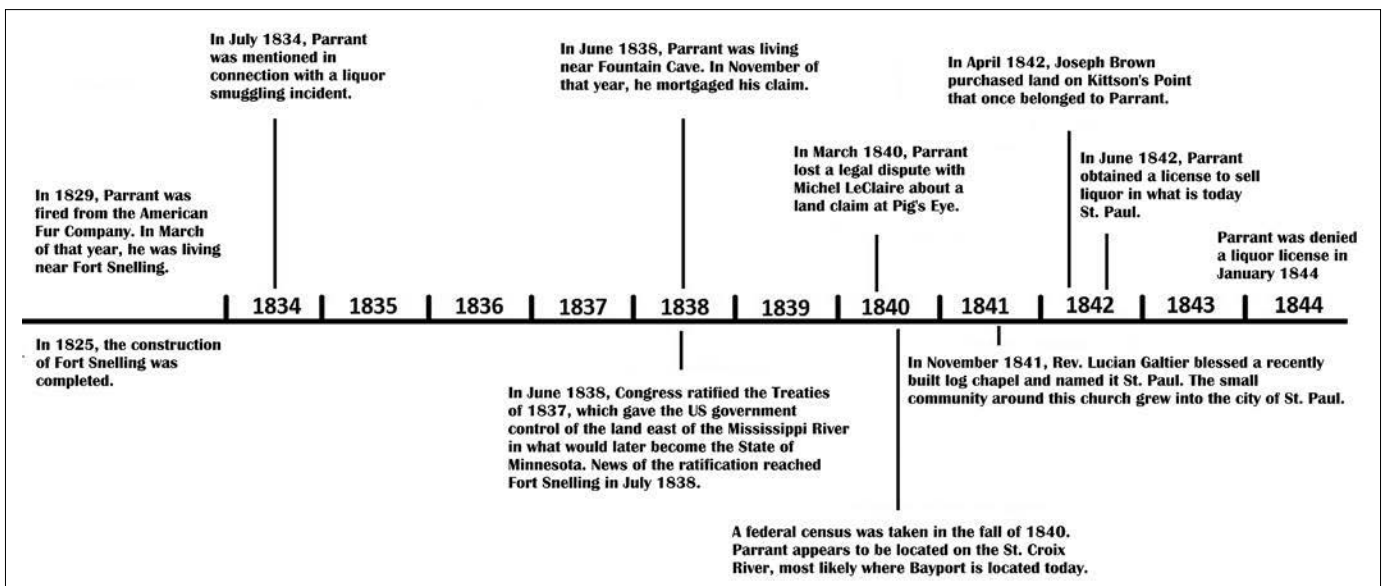 In July 1834, Parrant
was mentioned in
connection with a liquor
smuggling incident.
In June 1838, Parrant was living
near Fountain Cave. In November of
that year, he mortgaged his claim.
In April 1842, Joseph Brown
purchased land on Kittson's Point
that once belonged to Parrant.
In March 1840, Parrant
lost a legal dispute with
Michel LeClaire about a
land claim at Pig's Eye.
In June 1842, Parrant
obtained a license to sell
liquor in what is today
St. Paul.
In 1829, Parrant was
fired from the American
Fur Company. In March
of that year, he was living
near Fort Snelling.
Parrant was denied
a liquor license in
January 1844
1834 1835 1836 1837 1838 1839 1840 1841 1842 1843 1844
In 1825, the construction
of Fort Snelling was
completed.
In June 1838, Congress ratified the Treaties
of 1837, which gave the US government
control of the land east of the Mississippi River
in what would later become the State of
Minnesota. News of the ratification reached
Fort Snelling in July 1838.
In November 1841, Rev. Lucian Galtier blessed a recently
built log chapel and named it St. Paul. The small
community around this church grew into the city of St. Paul.
A federal census was taken in the fall of 1840.
Parrant appears to be located on the St. Croix
River, most likely where Bayport is located today.